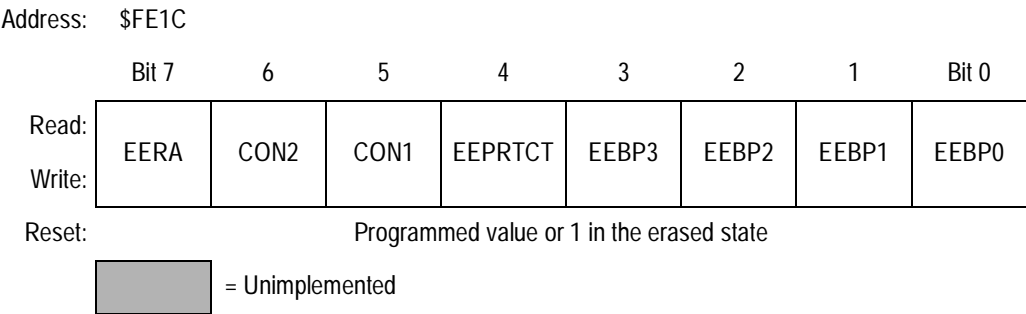 Address: $FE1C
Bit 7 6 5 4 3 2 1 Bit 0
Read:
EERA CON2 CON1 EEPRTCT EEBP3 EEBP2 EEBP1 EEBP0
Write:
Reset: Programmed value or 1 in the erased state
= Unimplemented